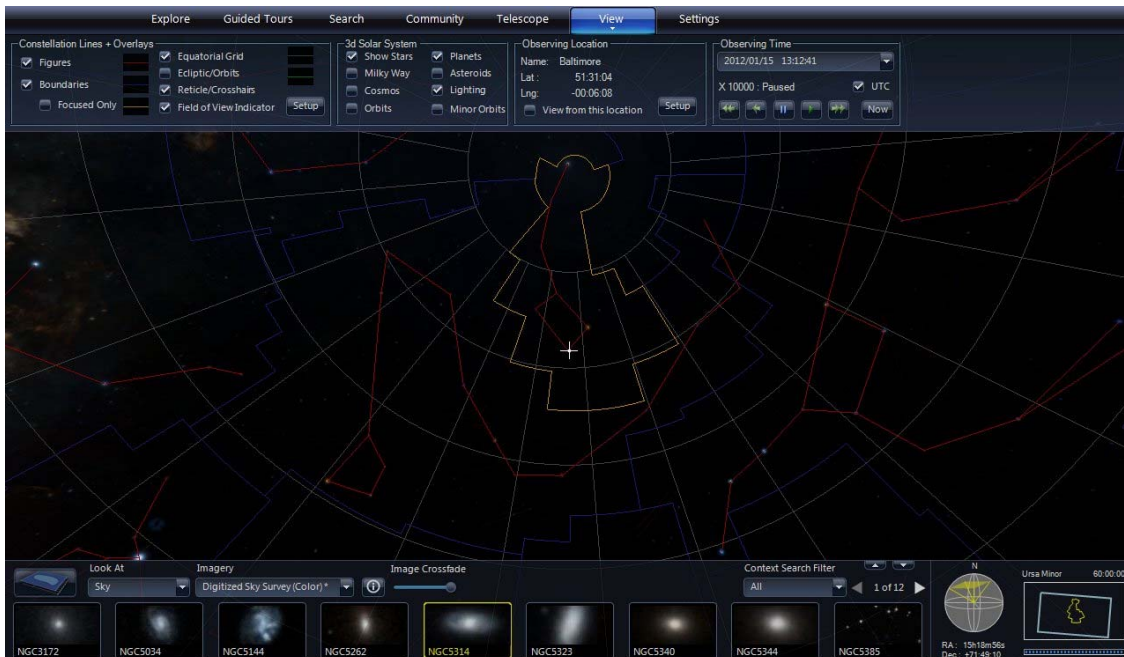 Explore Guided Tours Search Community Telescope View Settings
Constellation Lines + Overlays
Figures
Boundaries
Focused Only
Equatorial Grid
Ecliptic/Orbits
Reticle/Crosshairs
Field of View Indicator
Setup
3d Solar System
Show Stars
Milky Way
Cosmos
Orbits
Planets
Asteroids
Lighting
Minor Orbits
Observing Location
Name: Baltimore
Lat : 51:31:04
Lng: -00:06:08
View from this location
Setup
Observing Time
2012/01/15 13:12:41
X 10000 : Paused
UTC
Now
Look At
Sky
Imagery
Digitized Sky Survey (Color) *
Image Crossfade
Context Search Filter
All
1 of 12
NGC3172 NGC5034 NGC5144 NGC5262 NGC5314 NGC5323 NGC5340 NGC5344 NGC5385
N
RA : 15h18m56s
Dec : +71:49:10
Ursa Minor 60:00:00